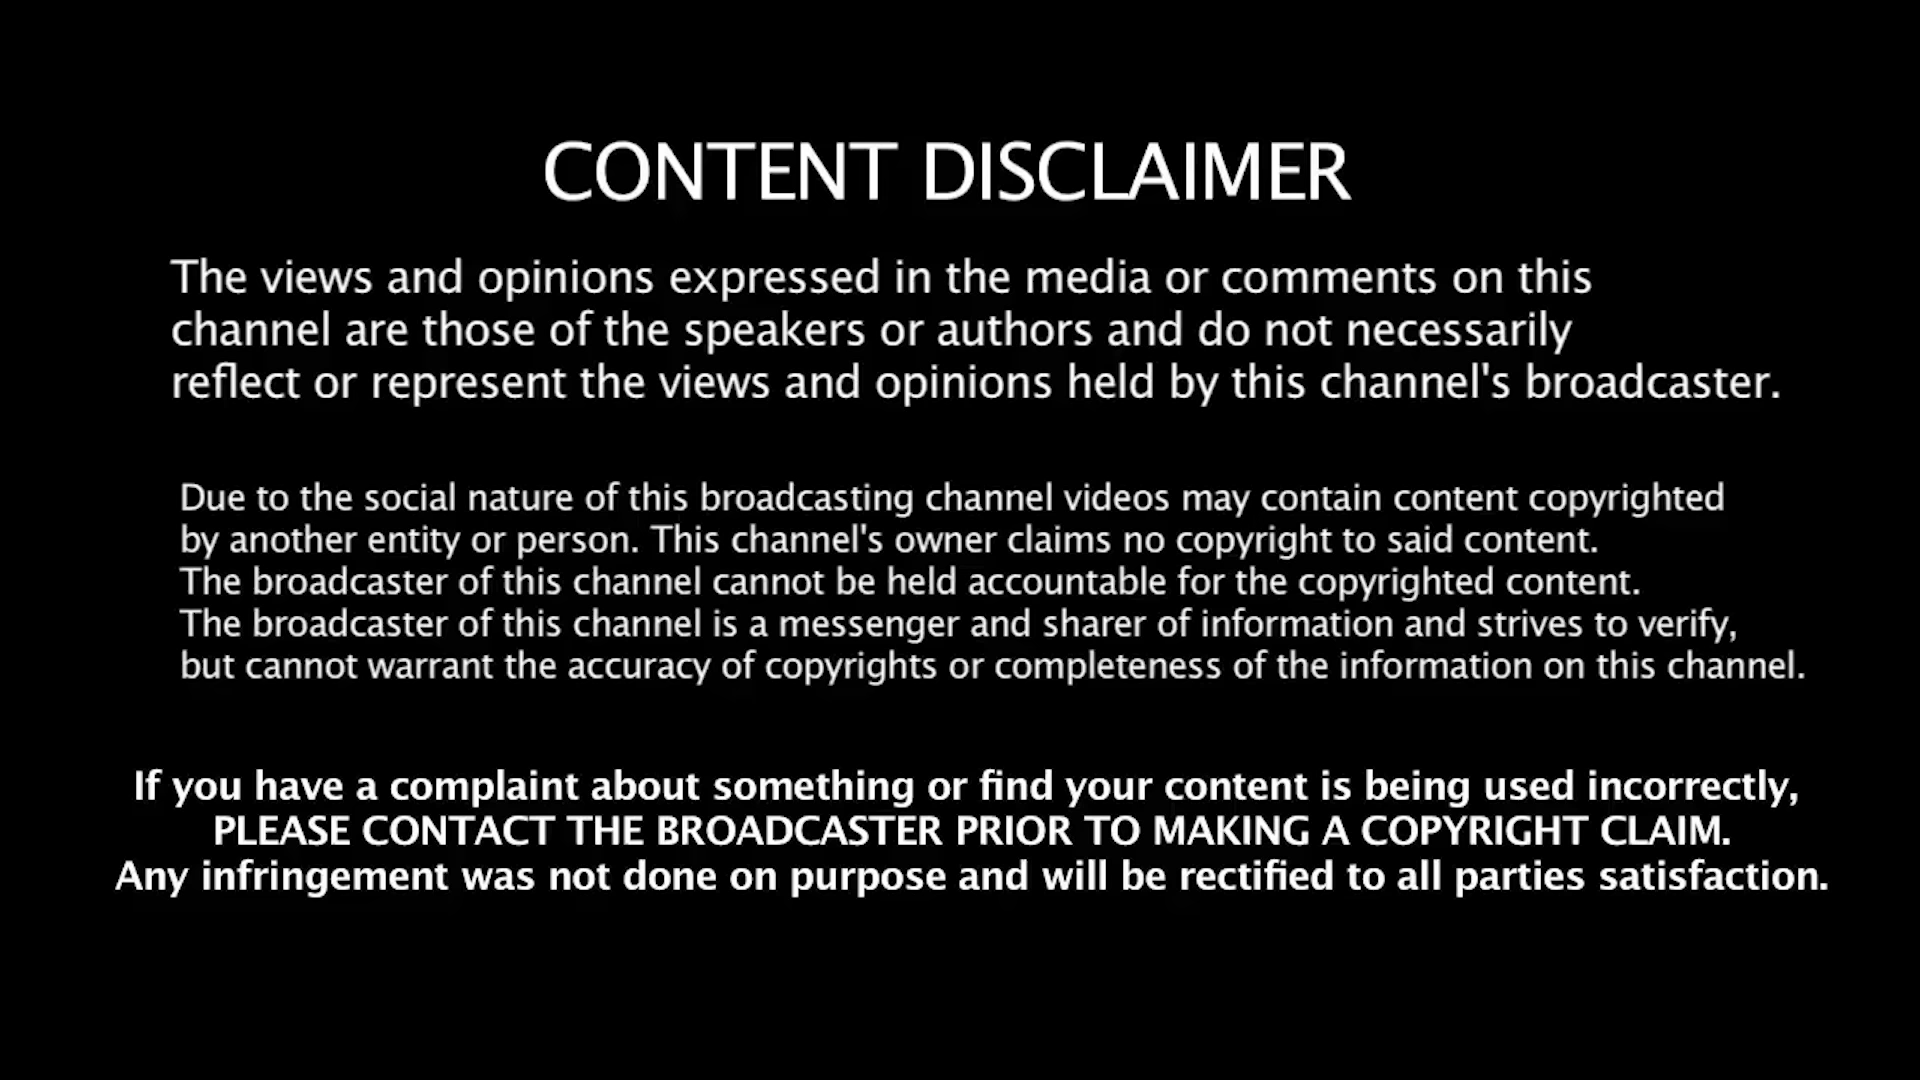 CONTENT DISCLAIMER
The views and opinions expressed in the media or comments on this
channel are those of the speakers or authors and do not necessarily
reflect or represent the views and opinions held by this channel's broadcaster.
Due to the social nature of this broadcasting channel videos may contain content copyrighted
by another entity or person. This channel's owner claims no copyright to said content.
The broadcaster of this channel cannot be held accountable for the copyrighted content.
The broadcaster of this channel is a messenger and sharer of information and strives to verify,
but cannot warrant the accuracy of copyrights or completeness of the information on this channel.
If you have a complaint about something or find your content is being used incorrectly,
PLEASE CONTACT THE BROADCASTER PRIOR TO MAKING A COPYRIGHT CLAIM.
Any infringement was not done on purpose and will be rectified to all parties satisfaction.